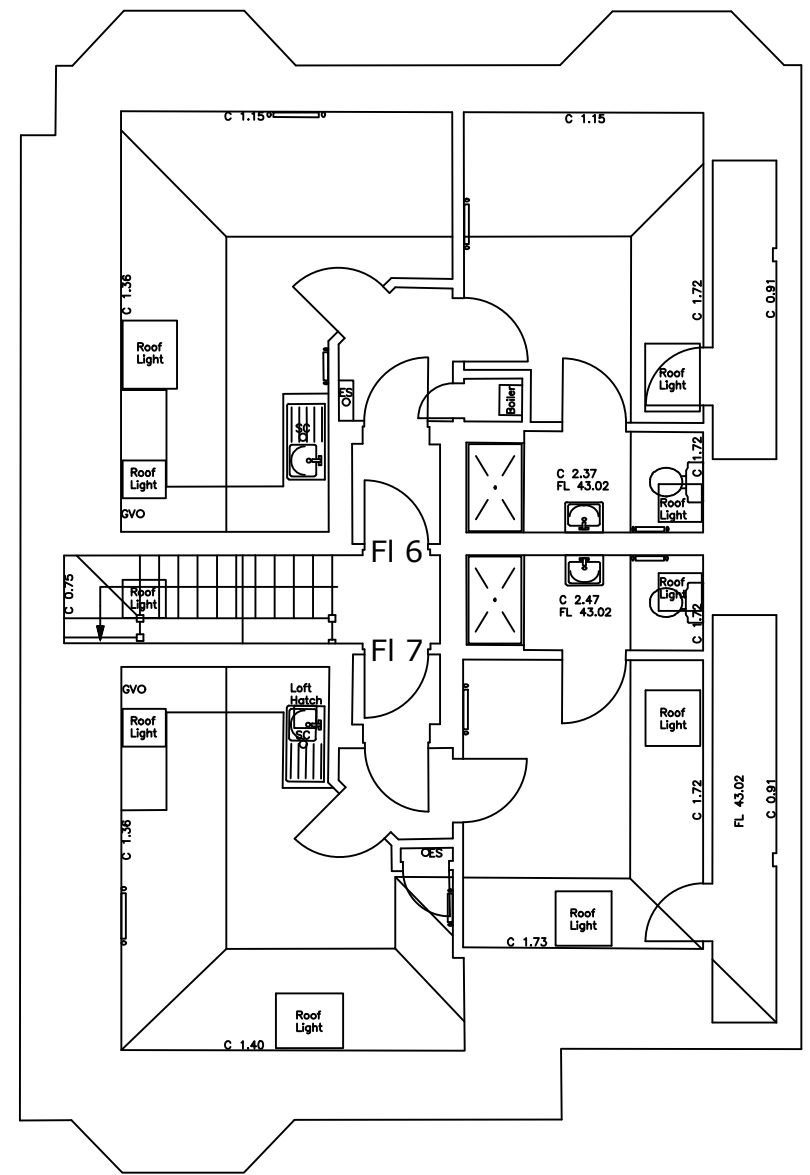 C 1.15
C 1.15
C 1.36
C 1.72
C 0.91
Roof
Light
Roof
Light
ES
Boiler
SC
C 1.72
Roof
Light
C 2.37
FL 43.02
Roof
Light
GVO
Fl 6
C 0.75
Roof
Light
Roof
Light
C 2.47
FL 43.02
C 1.72
Fl 7
GVO
Loft
Hatch
Roof
Light
SC
Roof
Light
C 1.36
C 1.72
FL 43.02
C 0.91
ES
Roof
Light
C 1.73
Roof
Light
C 1.40